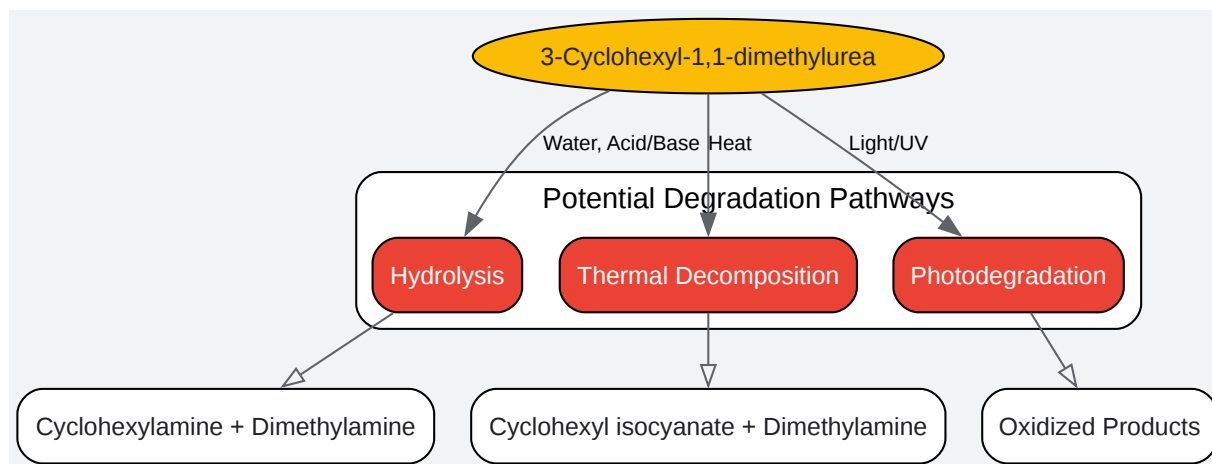 3-Cyclohexyl-1,1-dimethylurea
Water, Acid/Base Heat Light/UV
Potential Degradation Pathways
Hydrolysis Thermal Decomposition Photodegradation
Cyclohexylamine + Dimethylamine Cyclohexyl isocyanate + Dimethylamine Oxidized Products